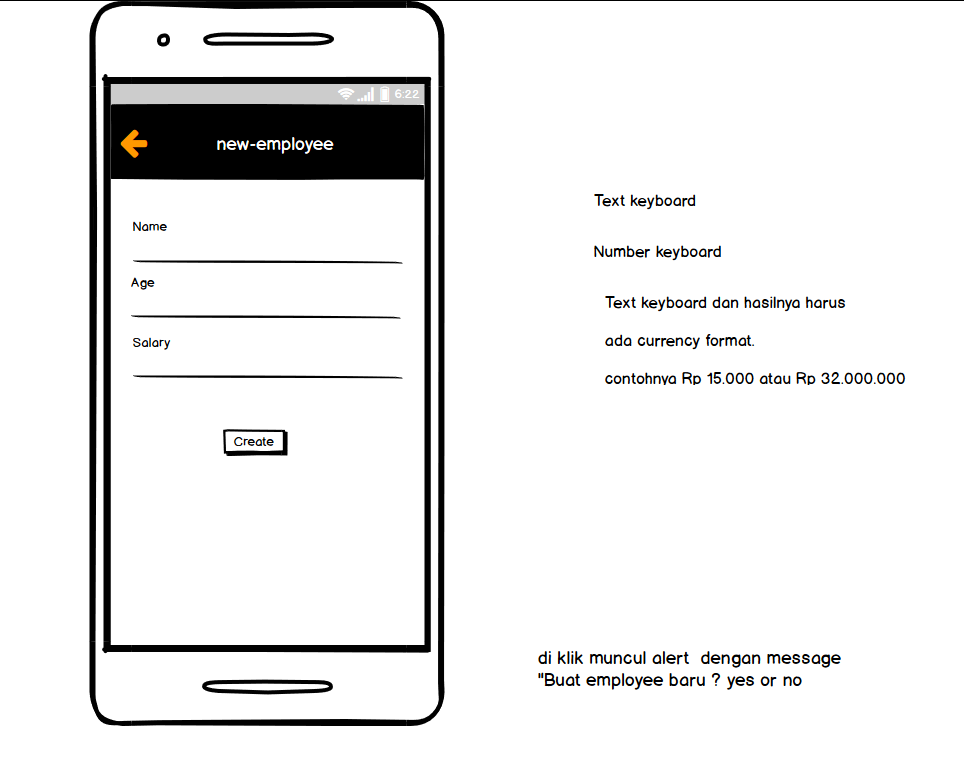 6:22
new-employee
Name
Age
Salary
Create
Text keyboard
Number keyboard
Text keyboard dan hasilnya harus
ada currency format.
contohnya Rp 15.000 atau Rp 32.000.000
di klik muncul alert dengan message
"Buat employee baru ? yes or no